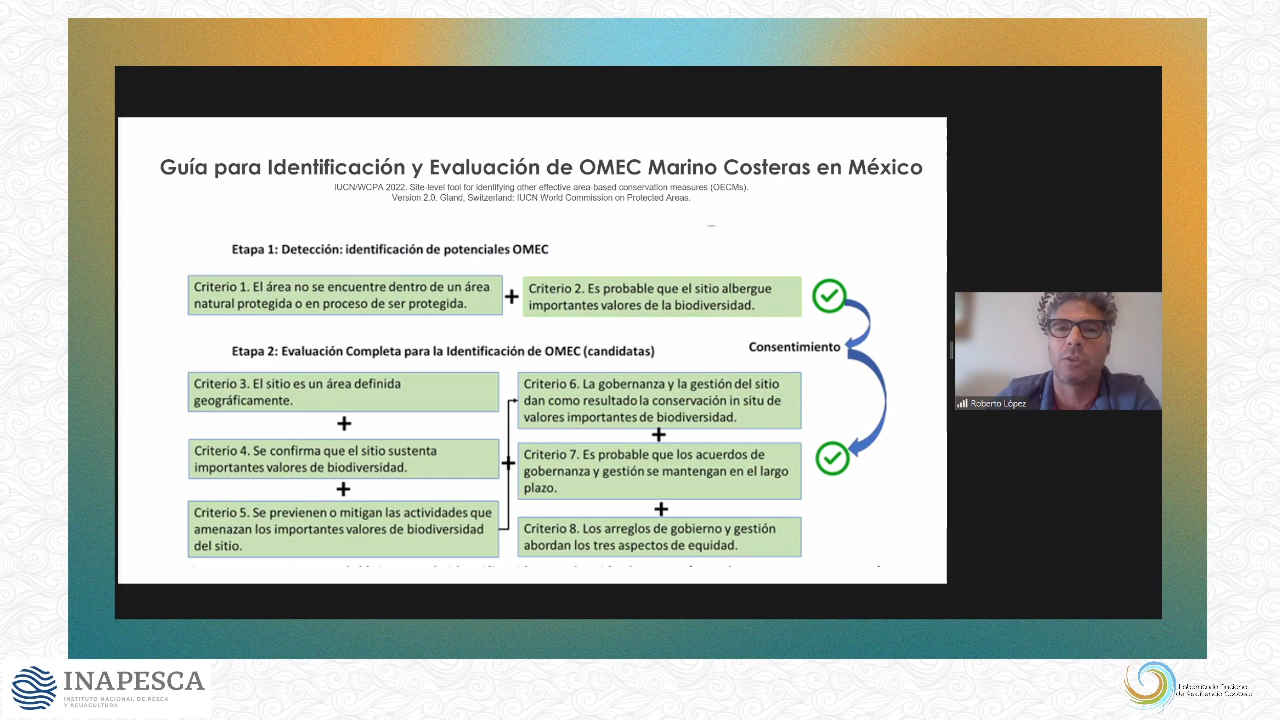 Guía para Identificación y Evaluación de OMEC Marino Costeras en México
IUCN/WCPA 2022. Site-level tool for identifying other effective area-based conservation measures (OECMs).
Version 2.0. Gland, Switzerland: IUCN World Commission on Protected Areas.
Etapa 1: Detección: identificación de potenciales OMEC
Criterio 1. El área no se encuentre dentro de un área
natural protegida o en proceso de ser protegida.
+
Criterio 2. Es probable que el sitio albergue
importantes valores de la biodiversidad.
Consentimiento
Etapa 2: Evaluación Completa para la Identificación de OMEC (candidatas)
Criterio 3. El sitio es un área definida
geográficamente.
+
Criterio 4. Se confirma que el sitio sustenta
importantes valores de biodiversidad.
+
Criterio 5. Se previenen o mitigan las actividades que
amenazan los importantes valores de biodiversidad
del sitio.
+
Criterio 6. La gobernanza y la gestión del sitio
dan como resultado la conservación in situ de
valores importantes de biodiversidad.
+
Criterio 7. Es probable que los acuerdos de
gobernanza y gestión se mantengan en el largo
plazo.
+
Criterio 8. Los arreglos de gobierno y gestión
abordan los tres aspectos de equidad.
Roberto López
INAPESCA
INSTITUTO NACIONAL DE PESCA
Y ACUACULTURA